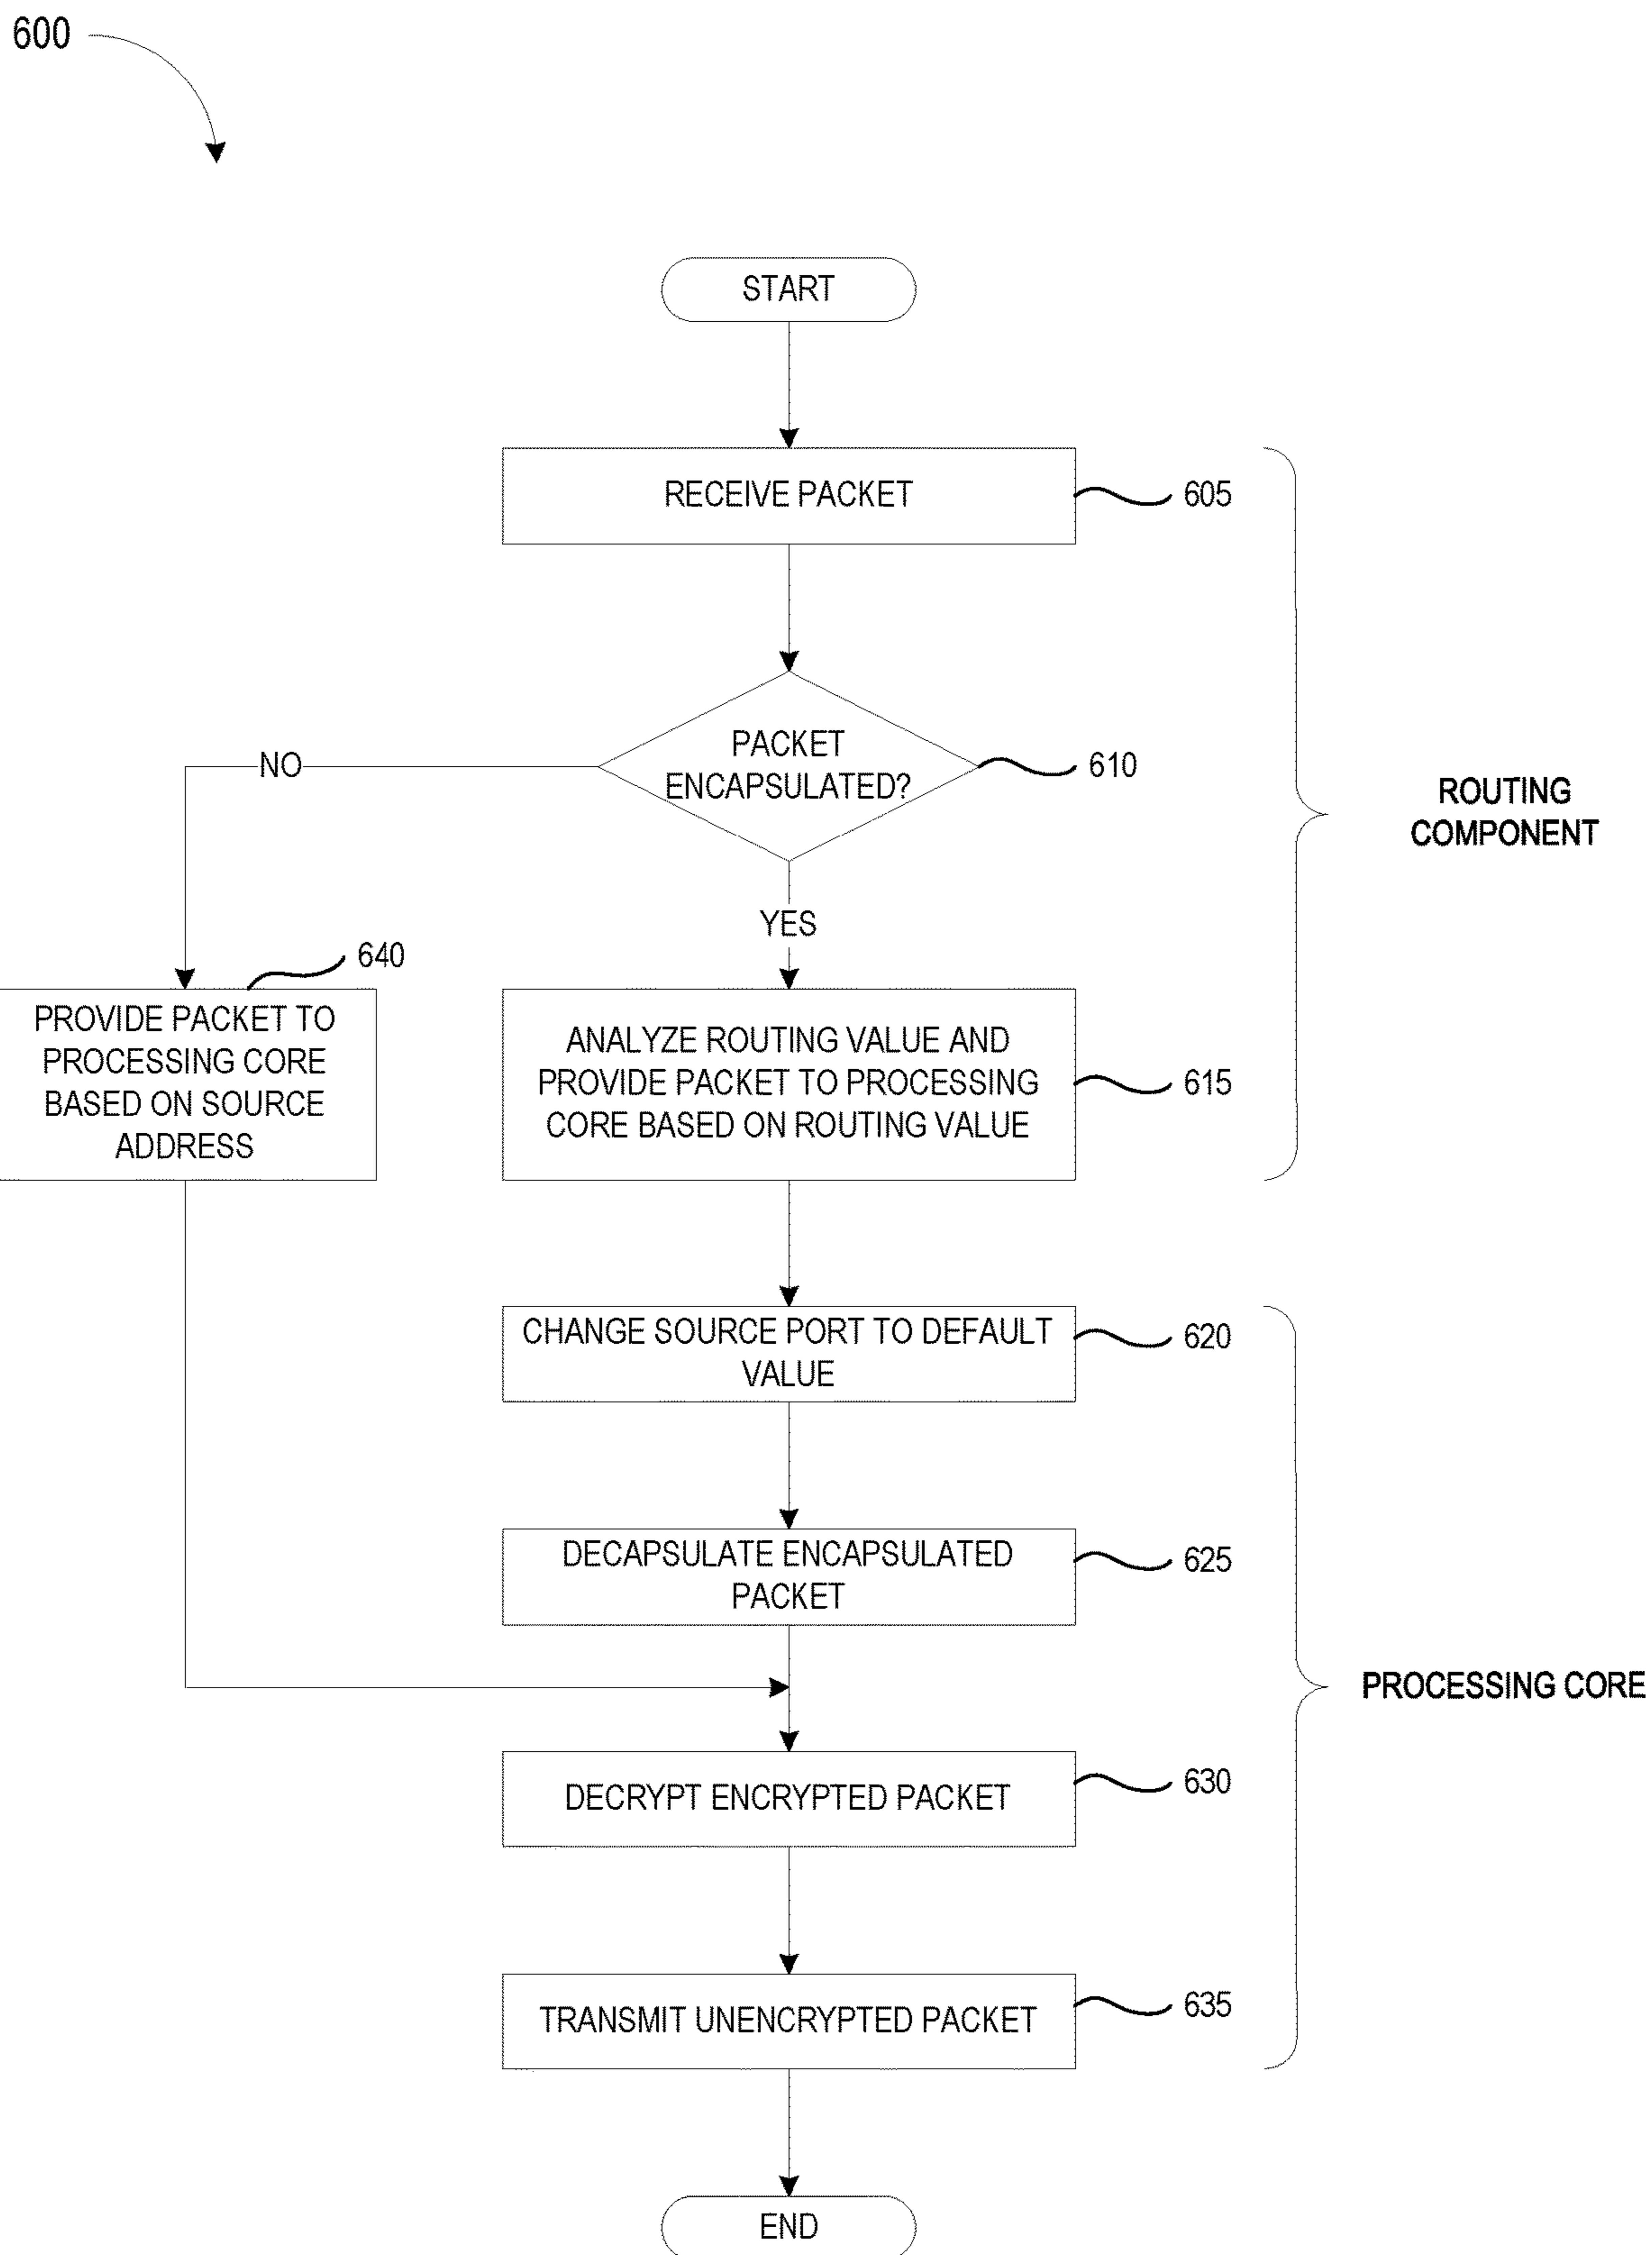 600
START
RECEIVE PACKET
605
PACKET
ENCAPSULATED?
610
NO
ROUTING
COMPONENT
YES
640
PROVIDE PACKET TO
PROCESSING CORE
BASED ON SOURCE
ADDRESS
ANALYZE ROUTING VALUE AND
PROVIDE PACKET TO PROCESSING
CORE BASED ON ROUTING VALUE
615
CHANGE SOURCE PORT TO DEFAULT
VALUE
620
DECAPSULATE ENCAPSULATED
PACKET
625
PROCESSING CORE
DECRYPT ENCRYPTED PACKET
630
TRANSMIT UNENCRYPTED PACKET
635
END